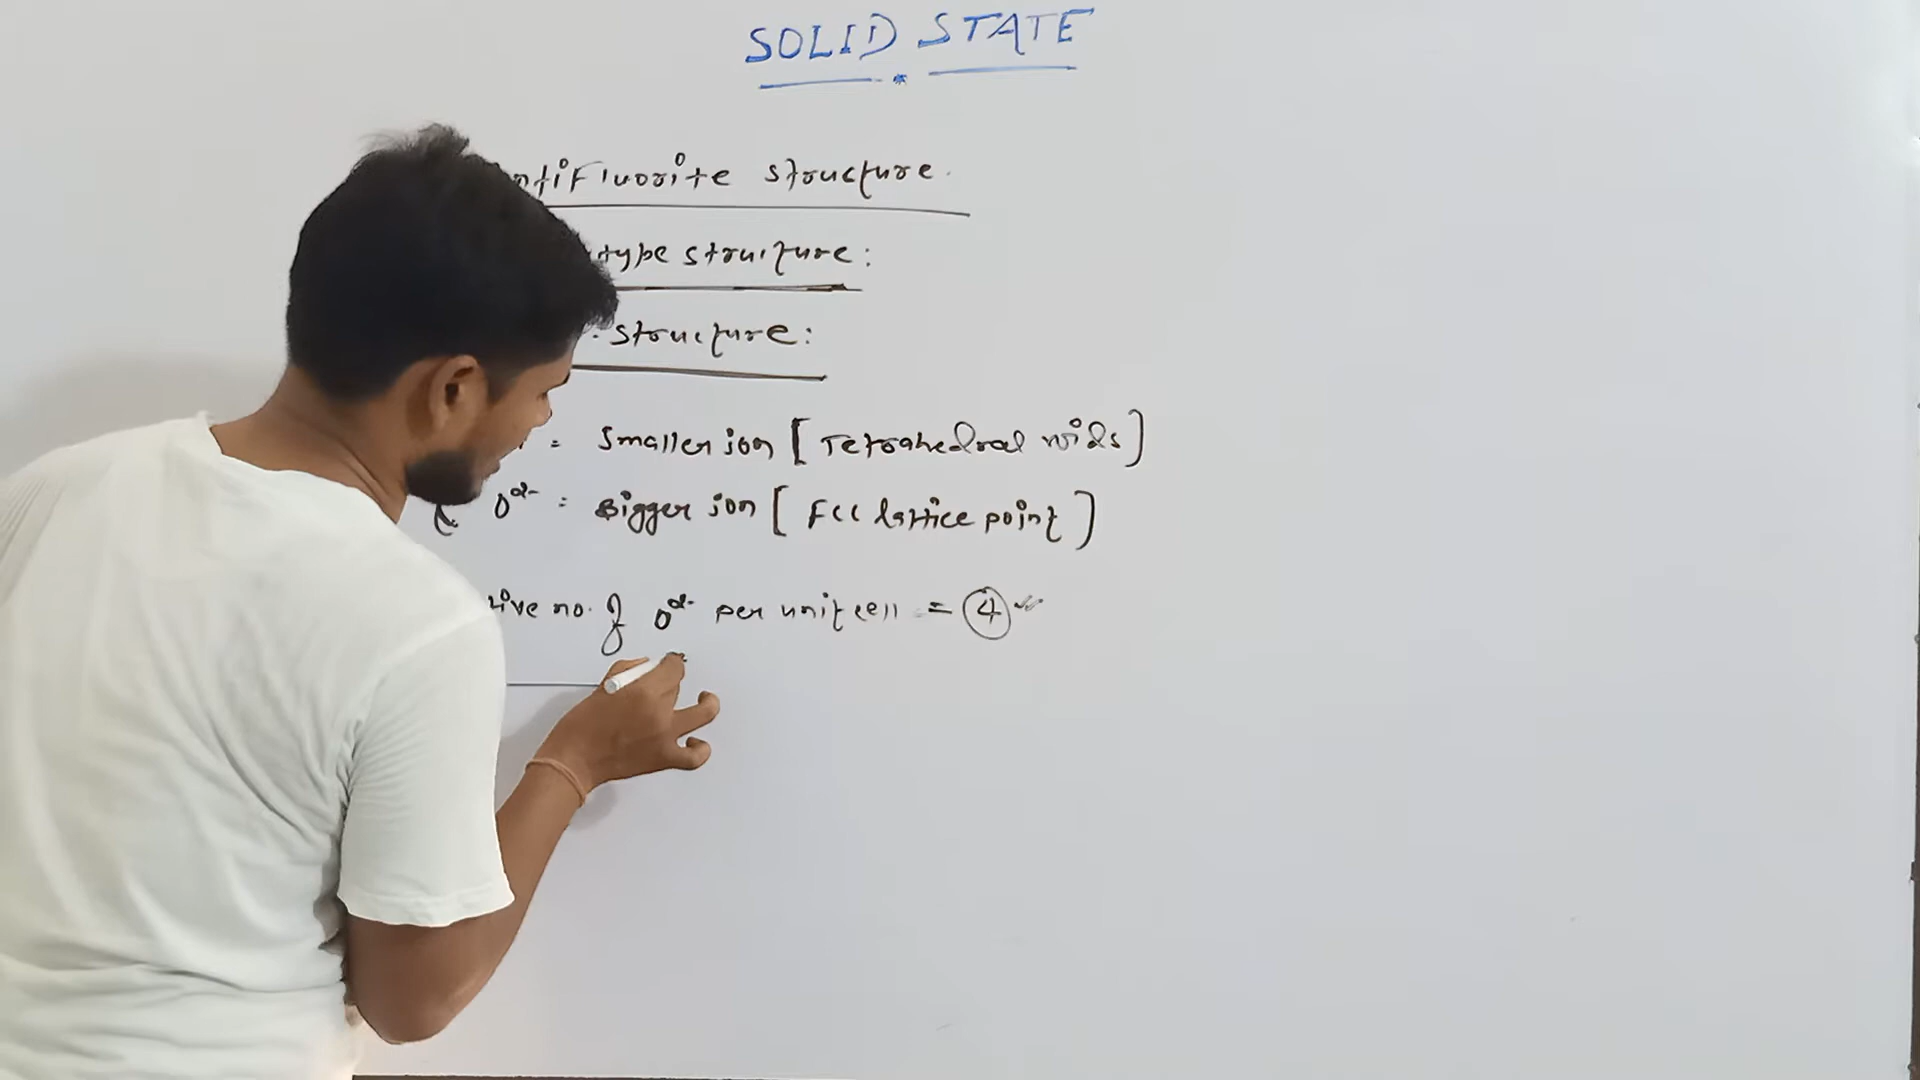 SOLID STATE
ntiFluorite structure.
type structure:
structure:
= Smaller ion [Tetrahedral voids]
O²⁻ = Bigger ion [FCC lattice point]
tive no. of O²⁻ per unit cell = 4